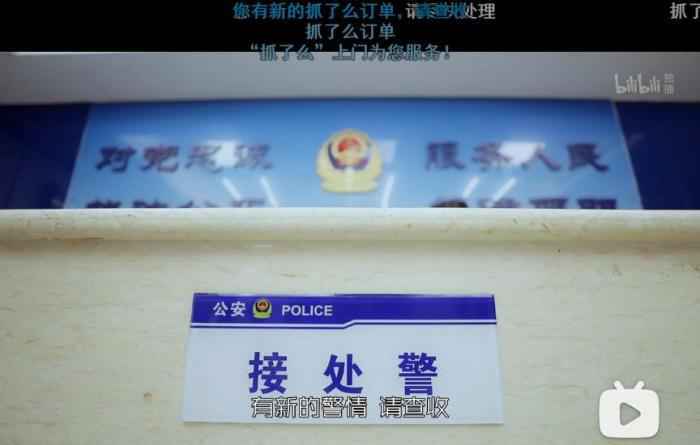 您有新的抓了么订单，请查收
抓了
抓了么订单
“抓了么”上门为您服务！
bilibili
对党忠诚 服务人民
公安 POLICE
接处警
有新的警情 请查收